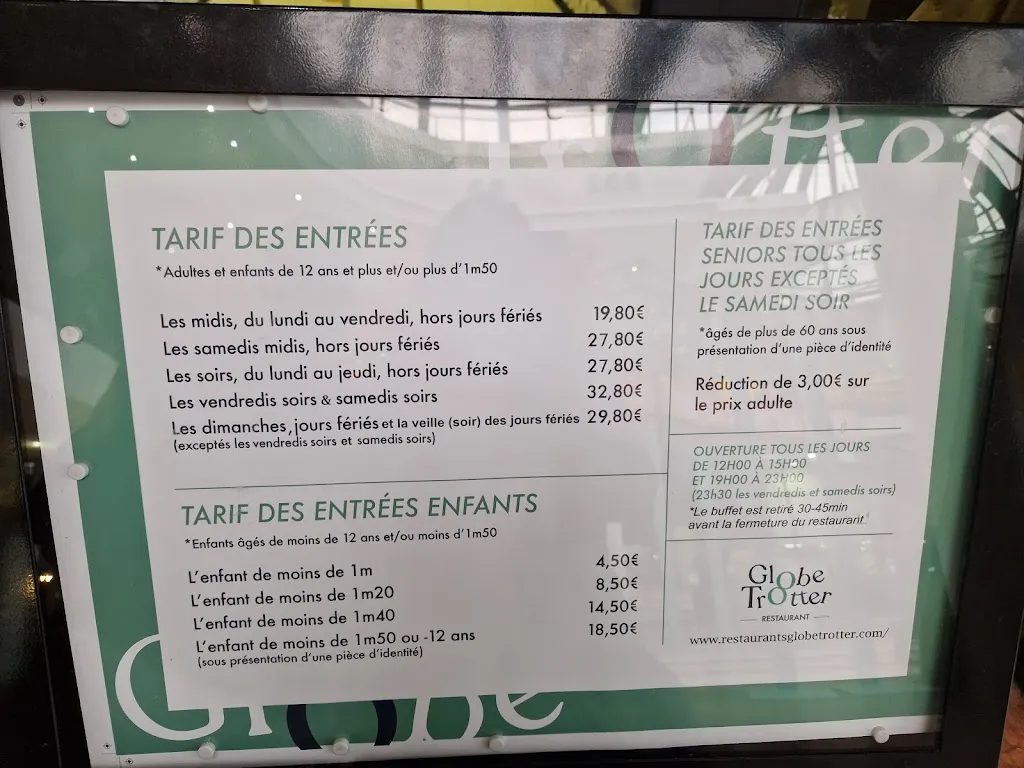 Trotter
TARIF DES ENTRÉES
*Adultes et enfants de 12 ans et plus et/ou plus d'1m50
Les midis, du lundi au vendredi, hors jours fériés 19,80€
Les samedis midis, hors jours fériés 27,80€
Les soirs, du lundi au jeudi, hors jours fériés 27,80€
Les vendredis soirs & samedis soirs 32,80€
Les dimanches, jours fériés et la veille (soir) des jours fériés 29,80€
(exceptés les vendredis soirs et samedis soirs)
TARIF DES ENTRÉES ENFANTS
*Enfants âgés de moins de 12 ans et/ou moins d'1m50
L'enfant de moins de 1m 4,50€
L'enfant de moins de 1m20 8,50€
L'enfant de moins de 1m40 14,50€
L'enfant de moins de 1m50 ou -12 ans 18,50€
(sous présentation d'une pièce d'identité)
TARIF DES ENTRÉES
SENIORS TOUS LES
JOURS EXCEPTÉS
LE SAMEDI SOIR
*âgés de plus de 60 ans sous
présentation d'une pièce d'identité
Réduction de 3,00€ sur
le prix adulte
OUVERTURE TOUS LES JOURS
DE 12H00 À 15H00
ET 19H00 À 23H00
(23h30 les vendredis et samedis soirs)
*Le buffet est retiré 30-45min
avant la fermeture du restaurant.
Globe
Trotter
RESTAURANT
www.restaurantsglobetrotter.com/
Globe